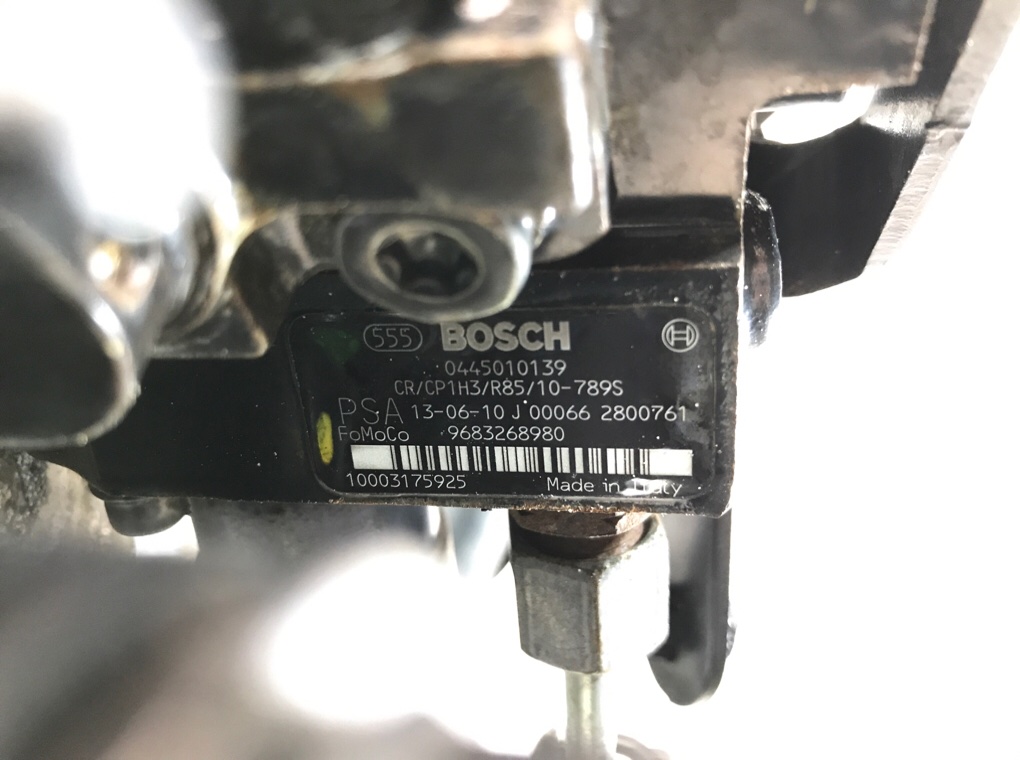 555 BOSCH
0445010139
CR/CP1H3/R85/10-789S
PSA 13-06-10 J 00066 2800761
FoMoCo 9683268980
10003175925 Made in Italy